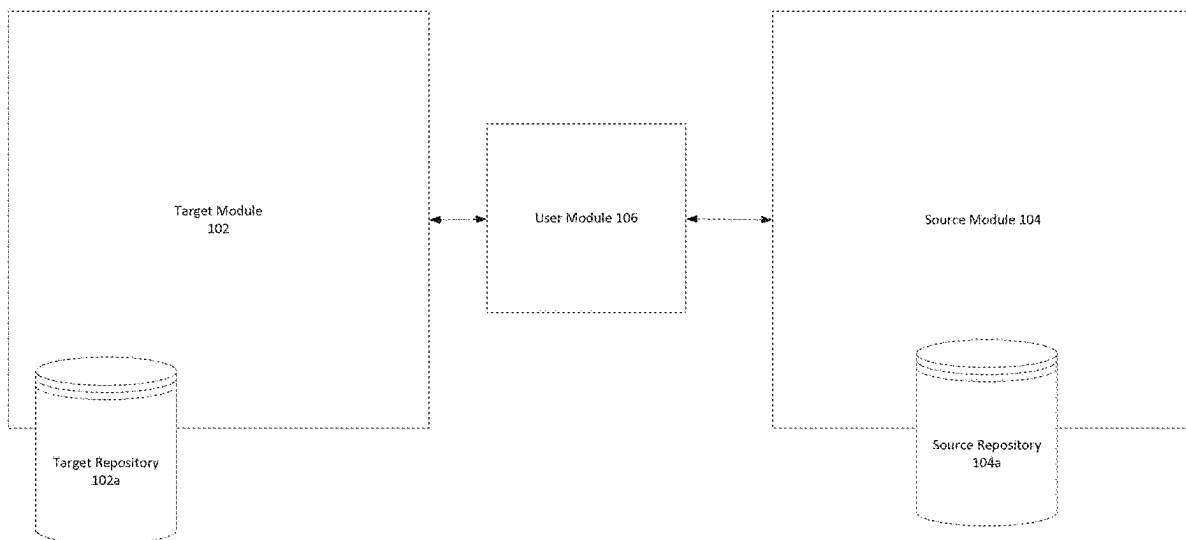 Target Module
102
User Module 106
Source Module 104
Target Repository
102a
Source Repository
104a